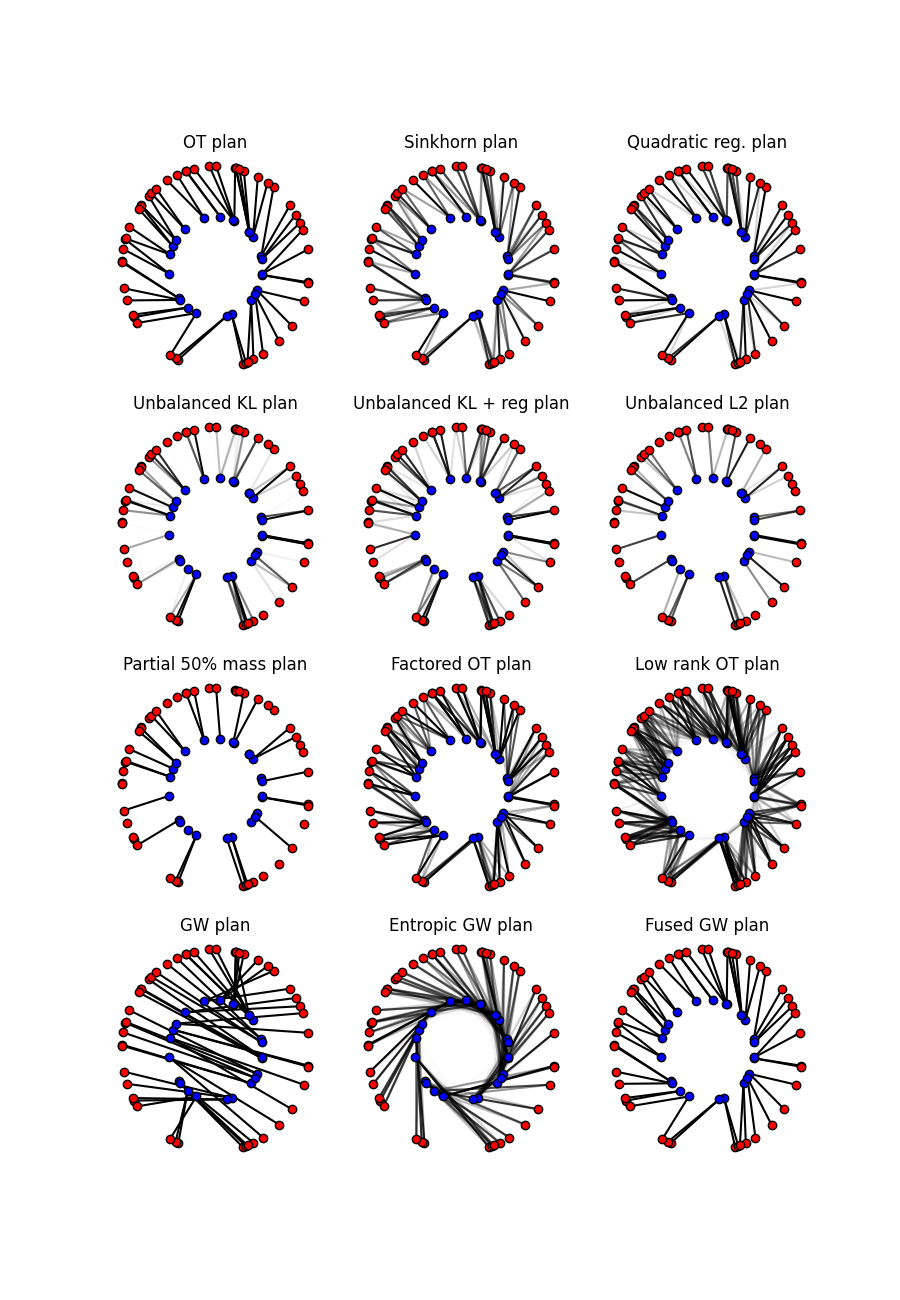 OT plan
Sinkhorn plan
Quadratic reg. plan
Unbalanced KL plan
Unbalanced KL + reg plan
Unbalanced L2 plan
Partial 50% mass plan
Factored OT plan
Low rank OT plan
GW plan
Entropic GW plan
Fused GW plan